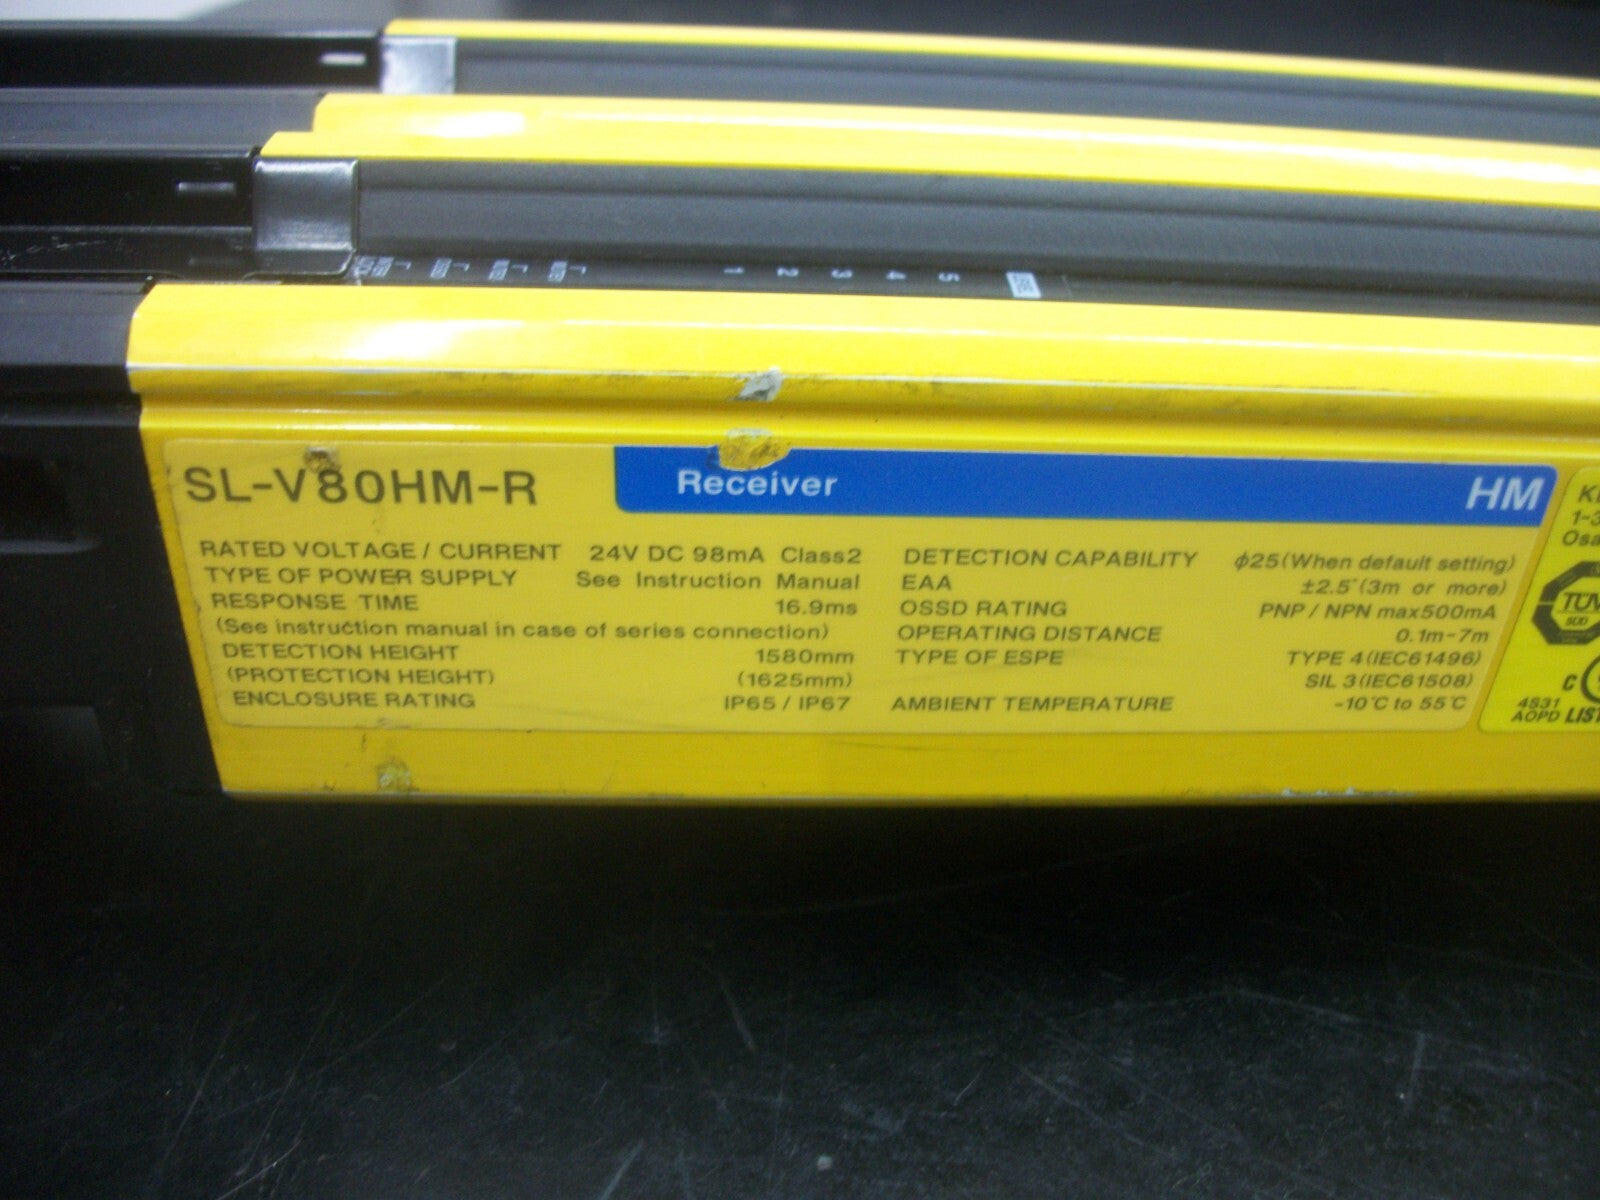 1 2 3 4 5
SL-V80HM-R Receiver HM
RATED VOLTAGE / CURRENT 24V DC 98mA Class2
TYPE OF POWER SUPPLY See Instruction Manual
RESPONSE TIME 16.9ms
(See instruction manual in case of series connection)
DETECTION HEIGHT 1580mm
(PROTECTION HEIGHT) (1625mm)
ENCLOSURE RATING IP65 / IP67
DETECTION CAPABILITY ϕ25(When default setting)
EAA ±2.5°(3m or more)
OSSD RATING PNP / NPN max500mA
OPERATING DISTANCE 0.1m-7m
TYPE OF ESPE TYPE 4(IEC61496)
SIL 3(IEC61508)
AMBIENT TEMPERATURE -10℃ to 55℃
TÜV
SÜD
C
4S31
AOPD